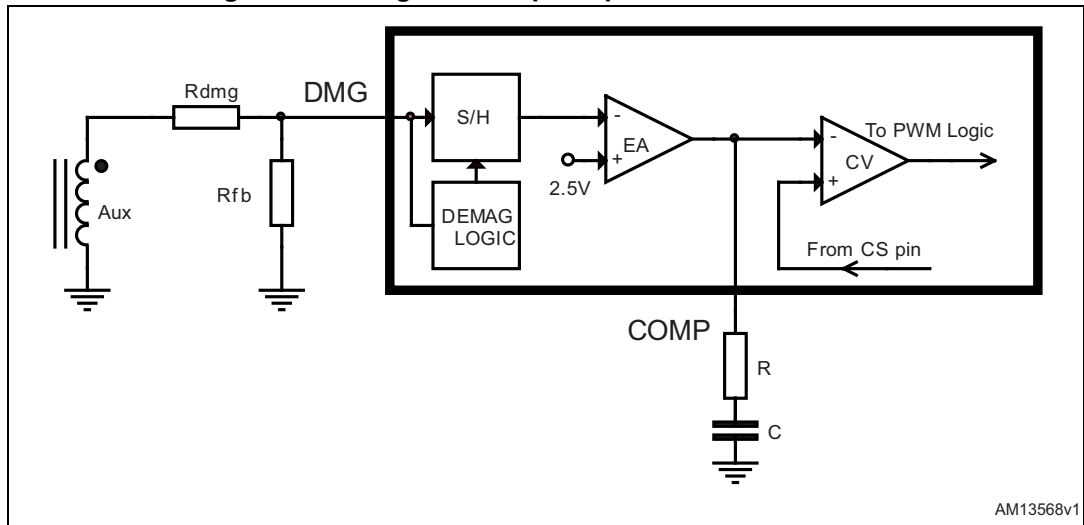 Rdmg
DMG
S/H
-
EA
+
2.5V
-
CV
+
To PWM Logic
Aux
Rfb
DEMAG
LOGIC
From CS pin
COMP
R
C
AM13568v1